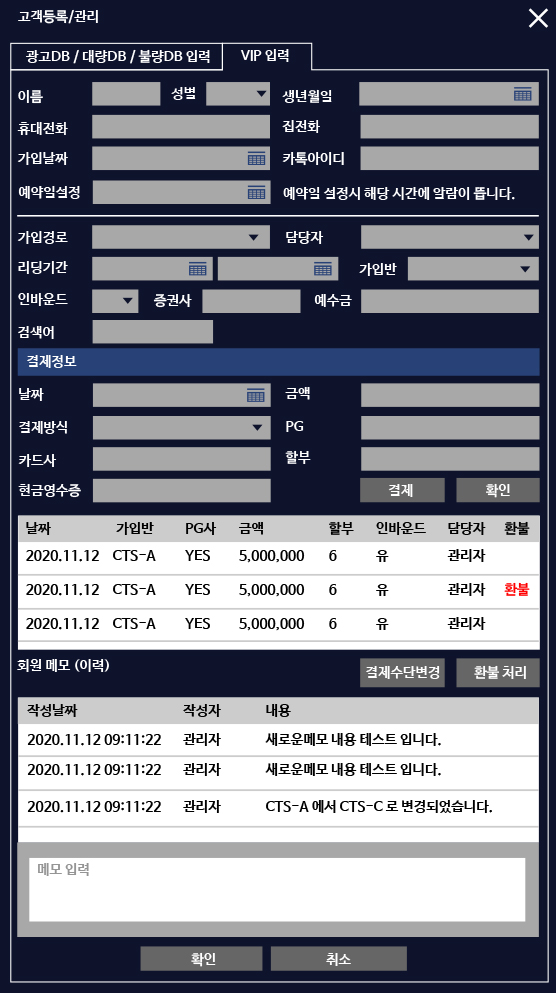 고객등록/관리
광고DB / 대량DB / 불량DB 입력 VIP 입력
이름 성별 생년월일
휴대전화 집전화
가입날짜 카톡아이디
예약일설정 예약일 설정시 해당 시간에 알람이 뜹니다.
가입경로 담당자
리딩기간 가입반
인바운드 증권사 예수금
검색어
결제정보
날짜 금액
결제방식 PG
카드사 할부
현금영수증 결제 확인
날짜 가입반 PG사 금액 할부 인바운드 담당자 환불
2020.11.12 CTS-A YES 5,000,000 6 유 관리자
2020.11.12 CTS-A YES 5,000,000 6 유 관리자 환불
2020.11.12 CTS-A YES 5,000,000 6 유 관리자
회원 메모 (이력) 결제수단변경 환불 처리
작성날짜 작성자 내용
2020.11.12 09:11:22 관리자 새로운메모 내용 테스트 입니다.
2020.11.12 09:11:22 관리자 새로운메모 내용 테스트 입니다.
2020.11.12 09:11:22 관리자 CTS-A 에서 CTS-C 로 변경되었습니다.
메모 입력
확인 취소